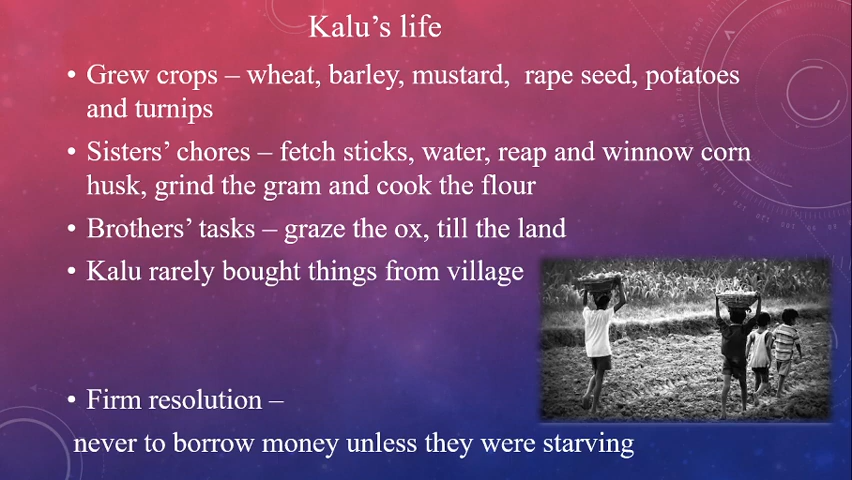 Kalu’s life
• Grew crops – wheat, barley, mustard,  rape seed, potatoes
and turnips
• Sisters’ chores – fetch sticks, water, reap and winnow corn
husk, grind the gram and cook the flour
• Brothers’ tasks – graze the ox, till the land
• Kalu rarely bought things from village
• Firm resolution –
never to borrow money unless they were starving